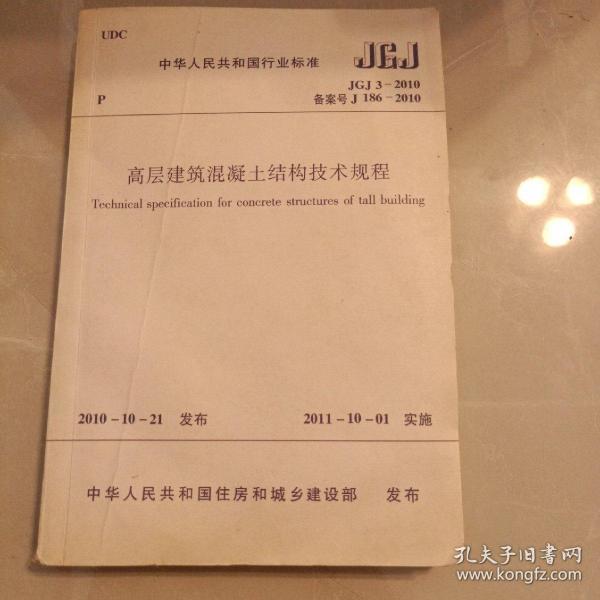 UDC
中华人民共和国行业标准
JGJ
P
JGJ 3-2010
备案号 J 186-2010
高层建筑混凝土结构技术规程
Technical specification for concrete structures of tall building
2010-10-21 发布
2011-10-01 实施
中华人民共和国住房和城乡建设部 发布
孔夫子旧书网
www.kongfz.com